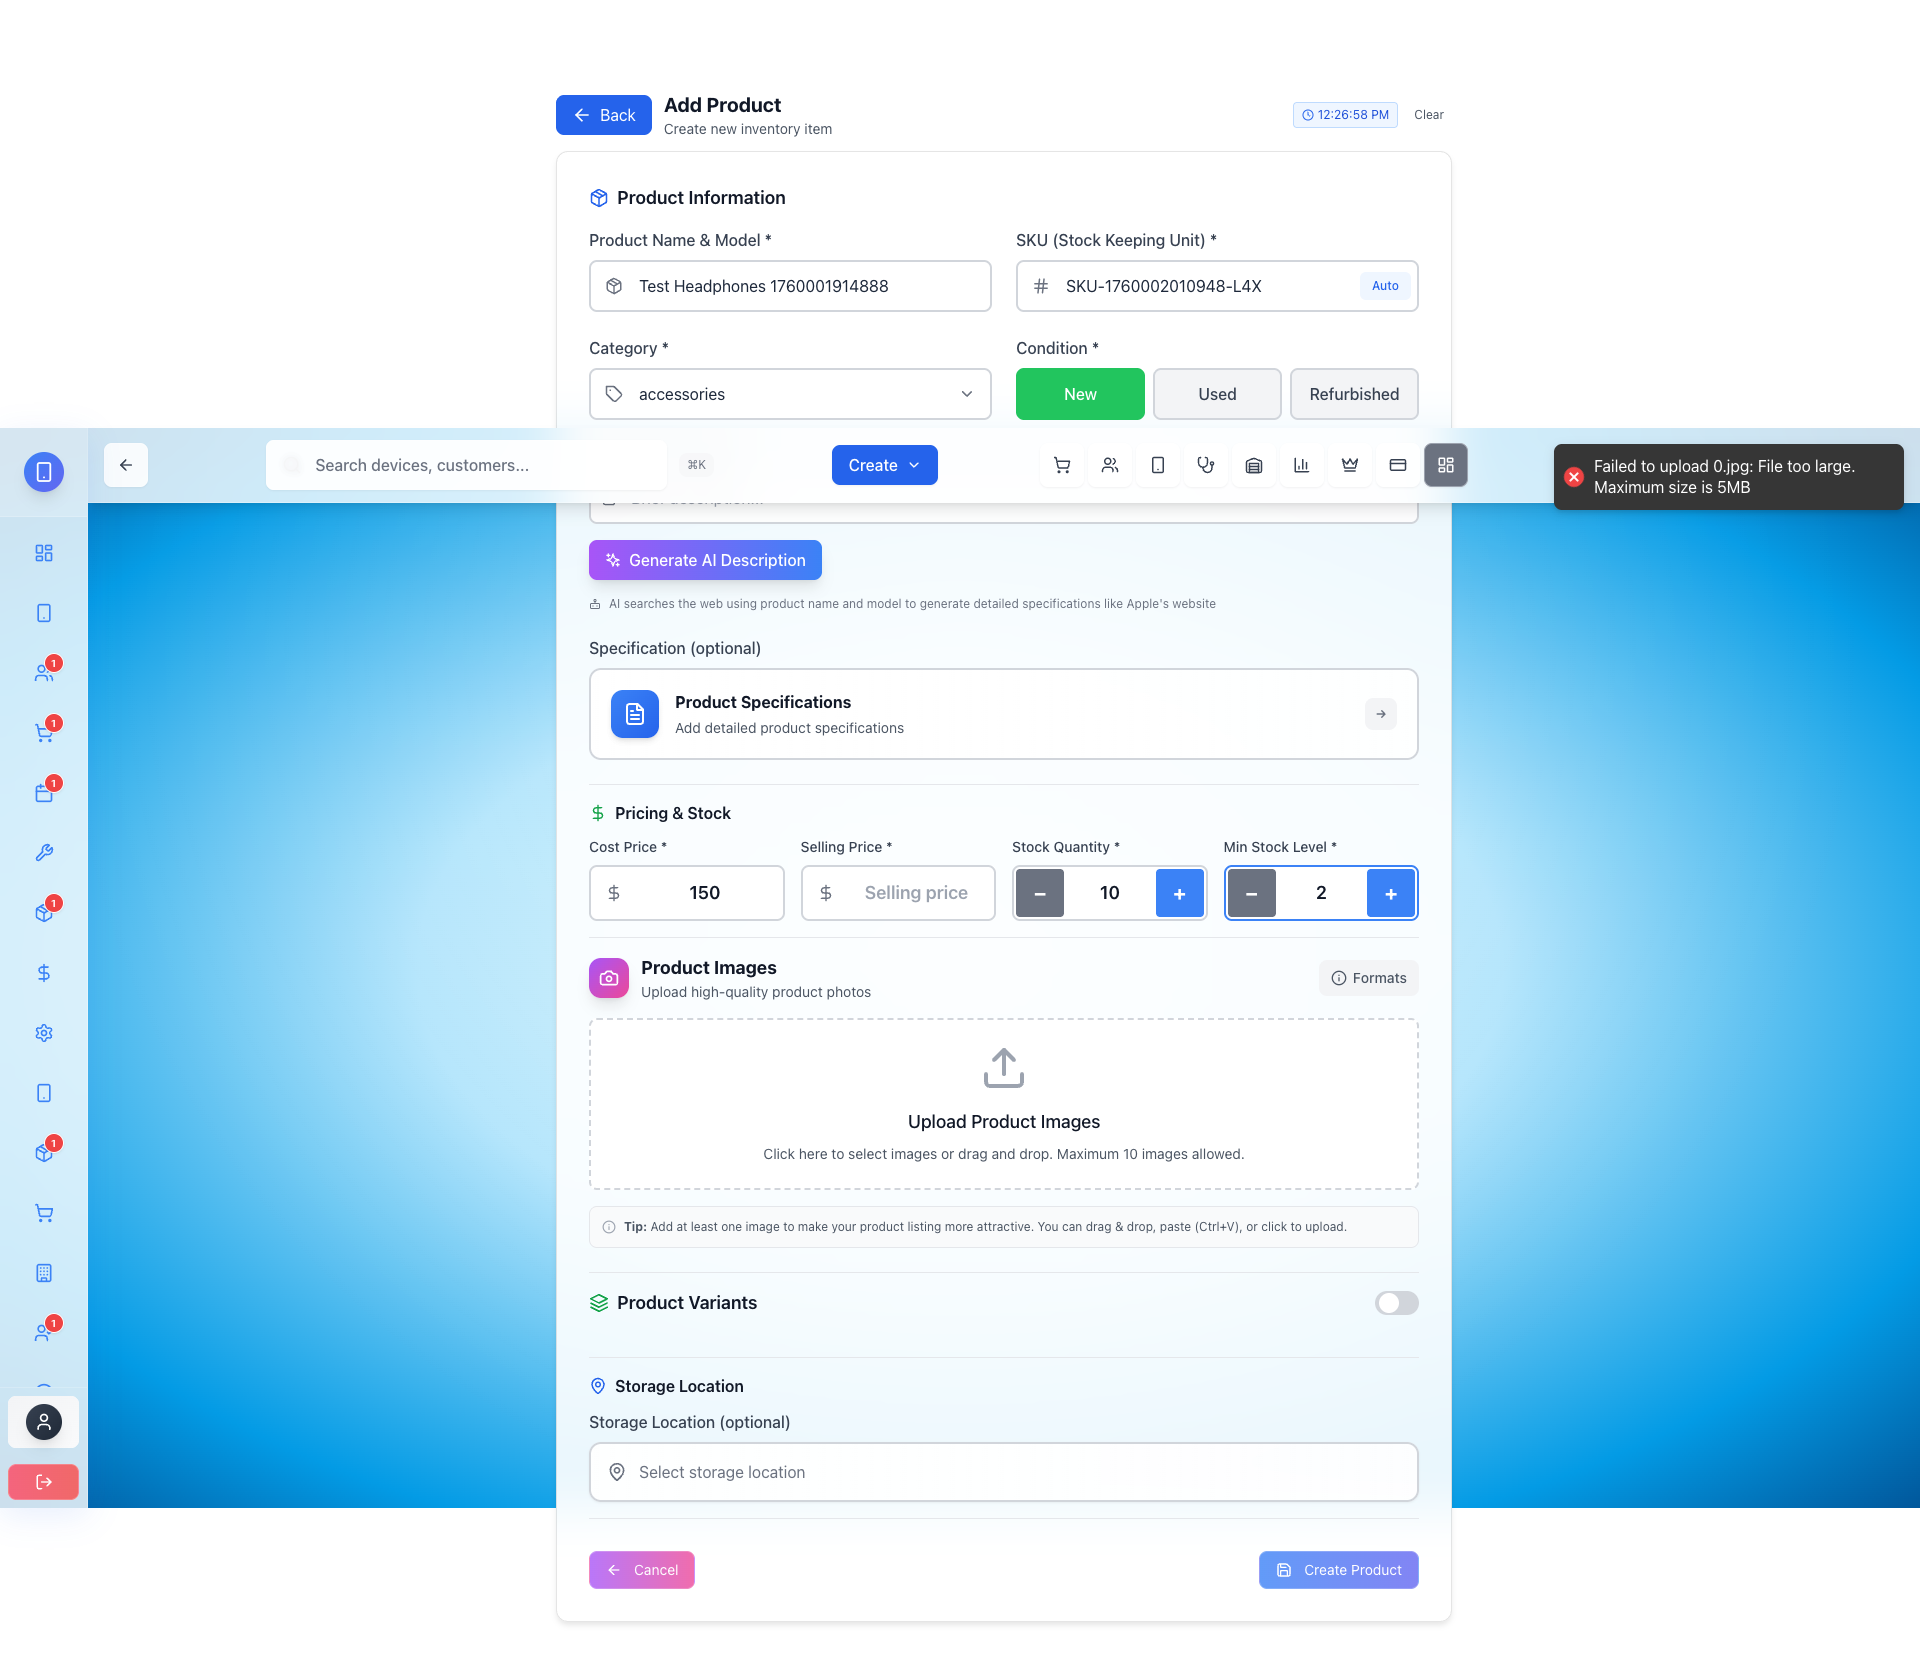 Back
Add Product
Create new inventory item
12:26:58 PM
Clear
Product Information
Product Name & Model *
SKU (Stock Keeping Unit) *
Test Headphones 1760001914888
SKU-1760002010948-L4X
Auto
Category *
Condition *
accessories
New
Used
Refurbished
Search devices, customers...
⌘K
Create
Failed to upload 0.jpg: File too large.
Maximum size is 5MB
Generate AI Description
AI searches the web using product name and model to generate detailed specifications like Apple's website
Specification (optional)
Product Specifications
Add detailed product specifications
Pricing & Stock
Cost Price *
Selling Price *
Stock Quantity *
Min Stock Level *
150
Selling price
10
2
Product Images
Upload high-quality product photos
Formats
Upload Product Images
Click here to select images or drag and drop. Maximum 10 images allowed.
Tip: Add at least one image to make your product listing more attractive. You can drag & drop, paste (Ctrl+V), or click to upload.
Product Variants
Storage Location
Storage Location (optional)
Select storage location
Cancel
Create Product
1
1
1
1
1
1